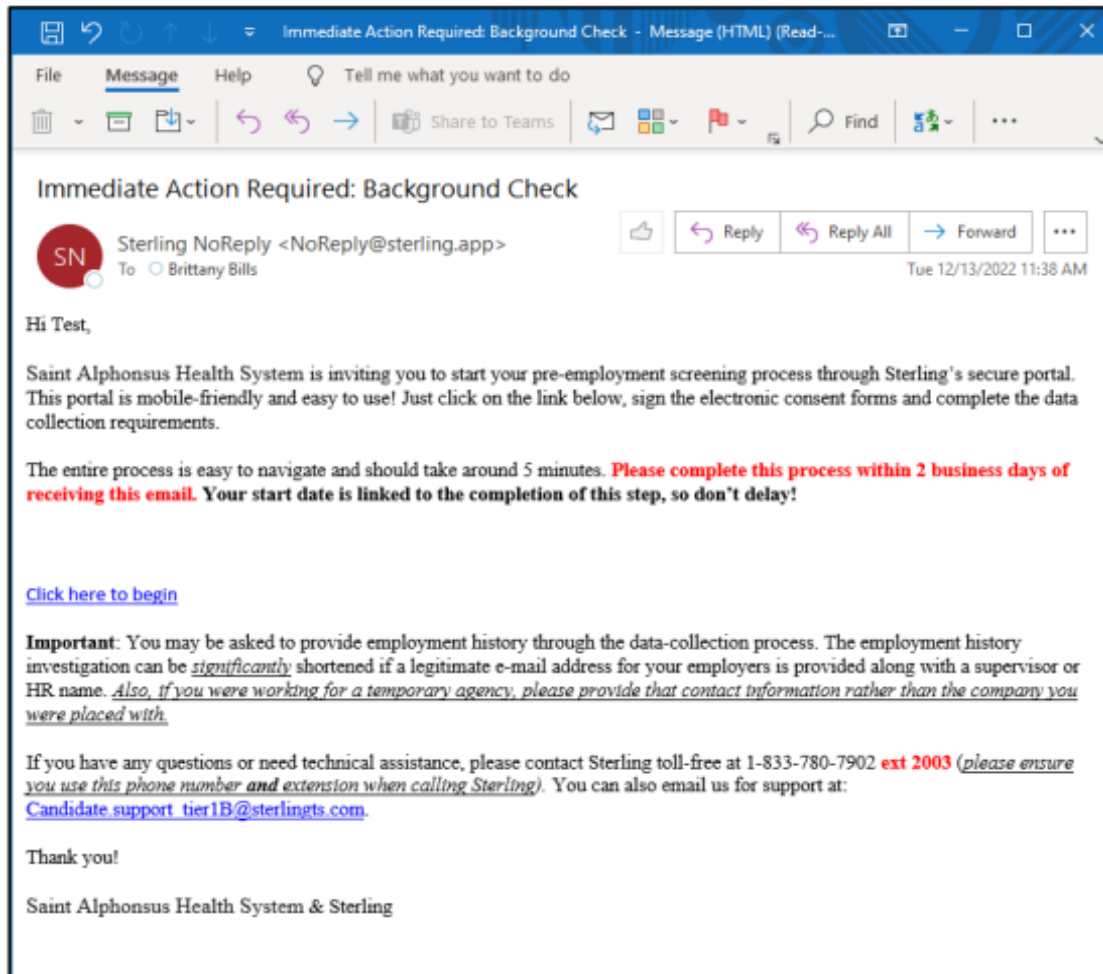 Immediate Action Required: Background Check - Message (HTML) (Read-...
File Message Help Tell me what you want to do
Share to Teams Find ...
Immediate Action Required: Background Check
SN
Sterling NoReply <NoReply@sterling.app>
To Brittany Bills
Reply Reply All Forward ...
Tue 12/13/2022 11:38 AM
Hi Test,
Saint Alphonsus Health System is inviting you to start your pre-employment screening process through Sterling's secure portal.
This portal is mobile-friendly and easy to use! Just click on the link below, sign the electronic consent forms and complete the data
collection requirements.
The entire process is easy to navigate and should take around 5 minutes. Please complete this process within 2 business days of
receiving this email. Your start date is linked to the completion of this step, so don't delay!
Click here to begin
Important: You may be asked to provide employment history through the data-collection process. The employment history
investigation can be significantly shortened if a legitimate e-mail address for your employers is provided along with a supervisor or
HR name. Also, if you were working for a temporary agency, please provide that contact information rather than the company you
were placed with.
If you have any questions or need technical assistance, please contact Sterling toll-free at 1-833-780-7902 ext 2003 (please ensure
you use this phone number and extension when calling Sterling). You can also email us for support at:
Candidate.support_tier1B@sterlingts.com.
Thank you!
Saint Alphonsus Health System & Sterling